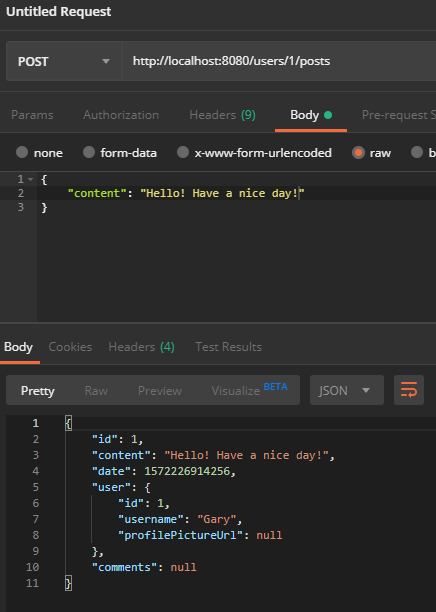 Untitled Request
POST http://localhost:8080/users/1/posts
Params Authorization Headers (9) Body Pre-request S
none form-data x-www-form-urlencoded raw b
1 {
2 "content": "Hello! Have a nice day!"
3 }
Body Cookies Headers (4) Test Results
Pretty Raw Preview Visualize BETA JSON
1 {
2 "id": 1,
3 "content": "Hello! Have a nice day!",
4 "date": 1572226914256,
5 "user": {
6 "id": 1,
7 "username": "Gary",
8 "profilePictureUrl": null
9 },
10 "comments": null
11 }